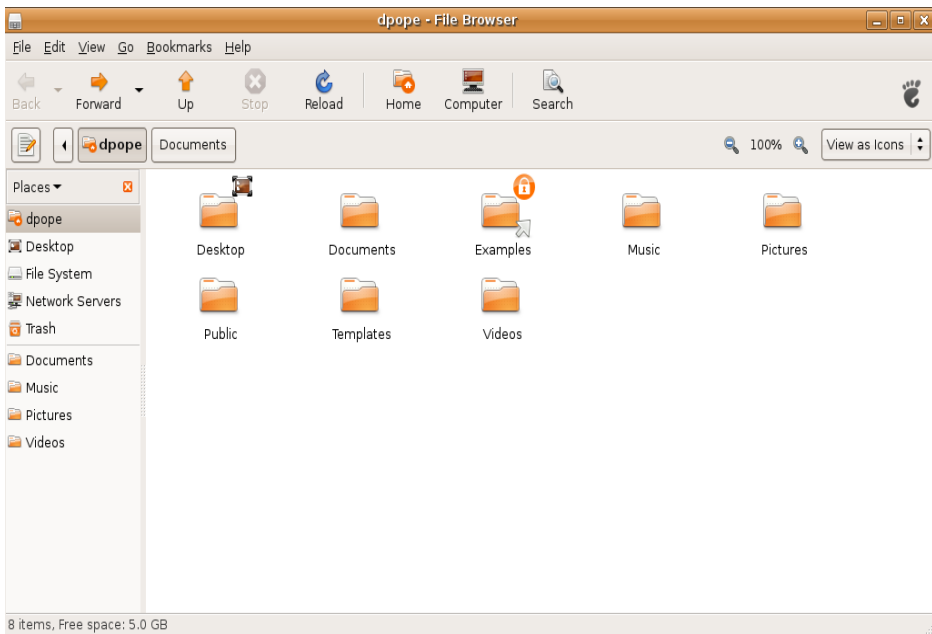 dpope - File Browser
File Edit View Go Bookmarks Help
Back Forward Up Stop Reload Home Computer Search
dpope Documents 100% View as Icons
Places
dpope
Desktop
File System
Network Servers
Trash
Documents
Music
Pictures
Videos
Desktop Documents Examples Music Pictures
Public Templates Videos
8 items, Free space: 5.0 GB